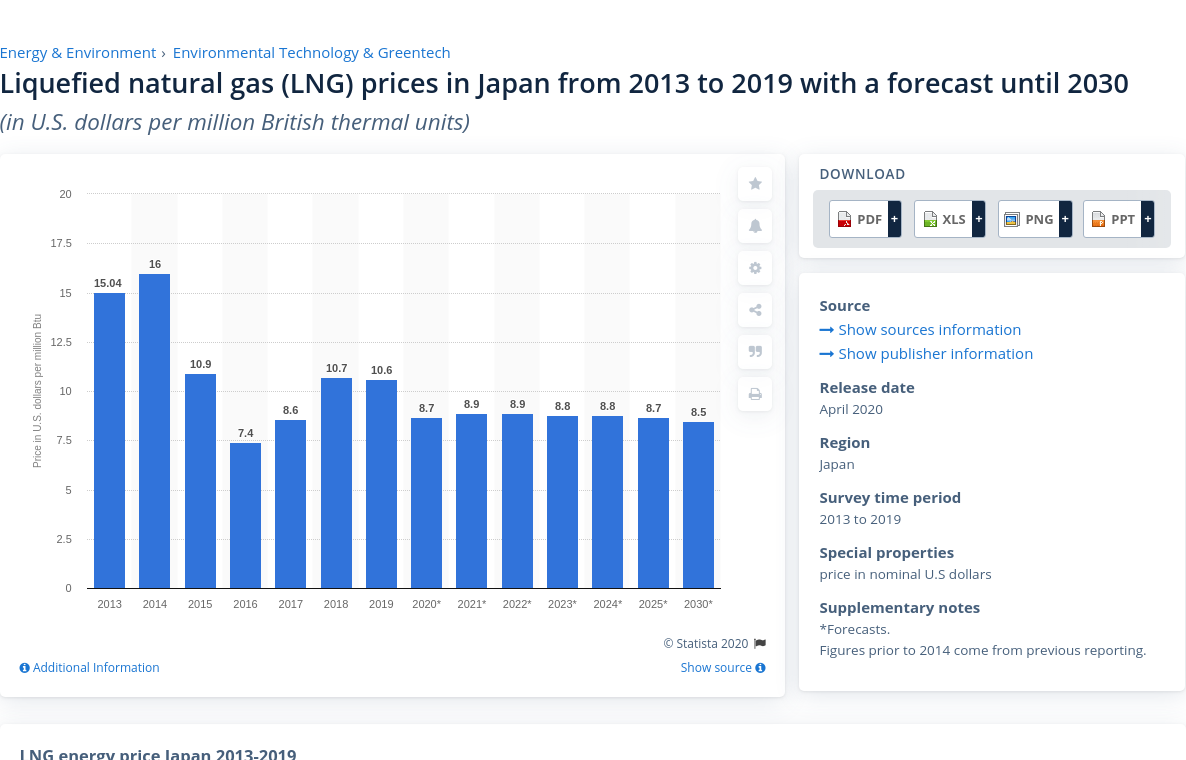 Energy & Environment › Environmental Technology & Greentech
Liquefied natural gas (LNG) prices in Japan from 2013 to 2019 with a forecast until 2030
(in U.S. dollars per million British thermal units)
20
17.5
15
12.5
10
7.5
5
2.5
0
Price in U.S. dollars per million Btu
15.04
16
10.9
7.4
8.6
10.7
10.6
8.7
8.9
8.9
8.8
8.8
8.7
8.5
2013 2014 2015 2016 2017 2018 2019 2020* 2021* 2022* 2023* 2024* 2025* 2030*
© Statista 2020
Additional Information
Show source
DOWNLOAD
PDF + XLS + PNG + PPT +
Source
Show sources information
Show publisher information
Release date
April 2020
Region
Japan
Survey time period
2013 to 2019
Special properties
price in nominal U.S dollars
Supplementary notes
*Forecasts.
Figures prior to 2014 come from previous reporting.
LNG energy price Japan 2013-2019